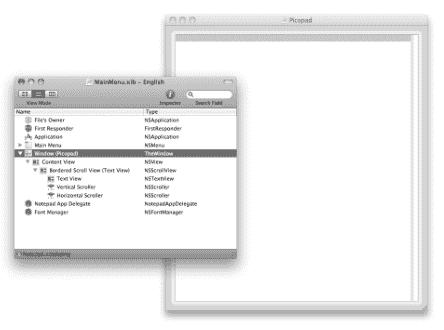 Picopad
MainMenu.xib – English
View Mode Inspector Search Field
Name Type
File's Owner NSApplication
First Responder FirstResponder
Application NSApplication
Main Menu NSMenu
Window (Picopad) TheWindow
Content View NSView
Bordered Scroll View (Text View) NSScrollView
Text View NSTextView
Vertical Scroller NSScroller
Horizontal Scroller NSScroller
Notepad App Delegate NotepadAppDelegate
Font Manager NSFontManager